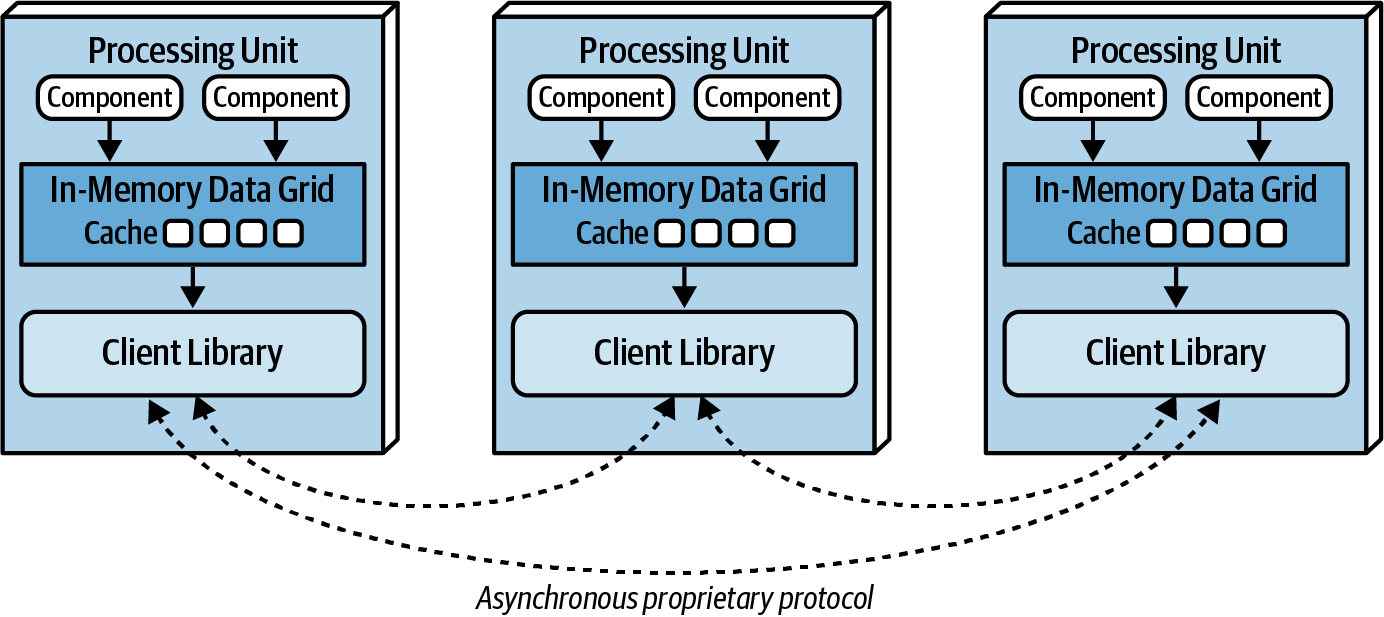 Processing Unit
Component Component
In-Memory Data Grid
Cache
Client Library
Processing Unit
Component Component
In-Memory Data Grid
Cache
Client Library
Processing Unit
Component Component
In-Memory Data Grid
Cache
Client Library
Asynchronous proprietary protocol